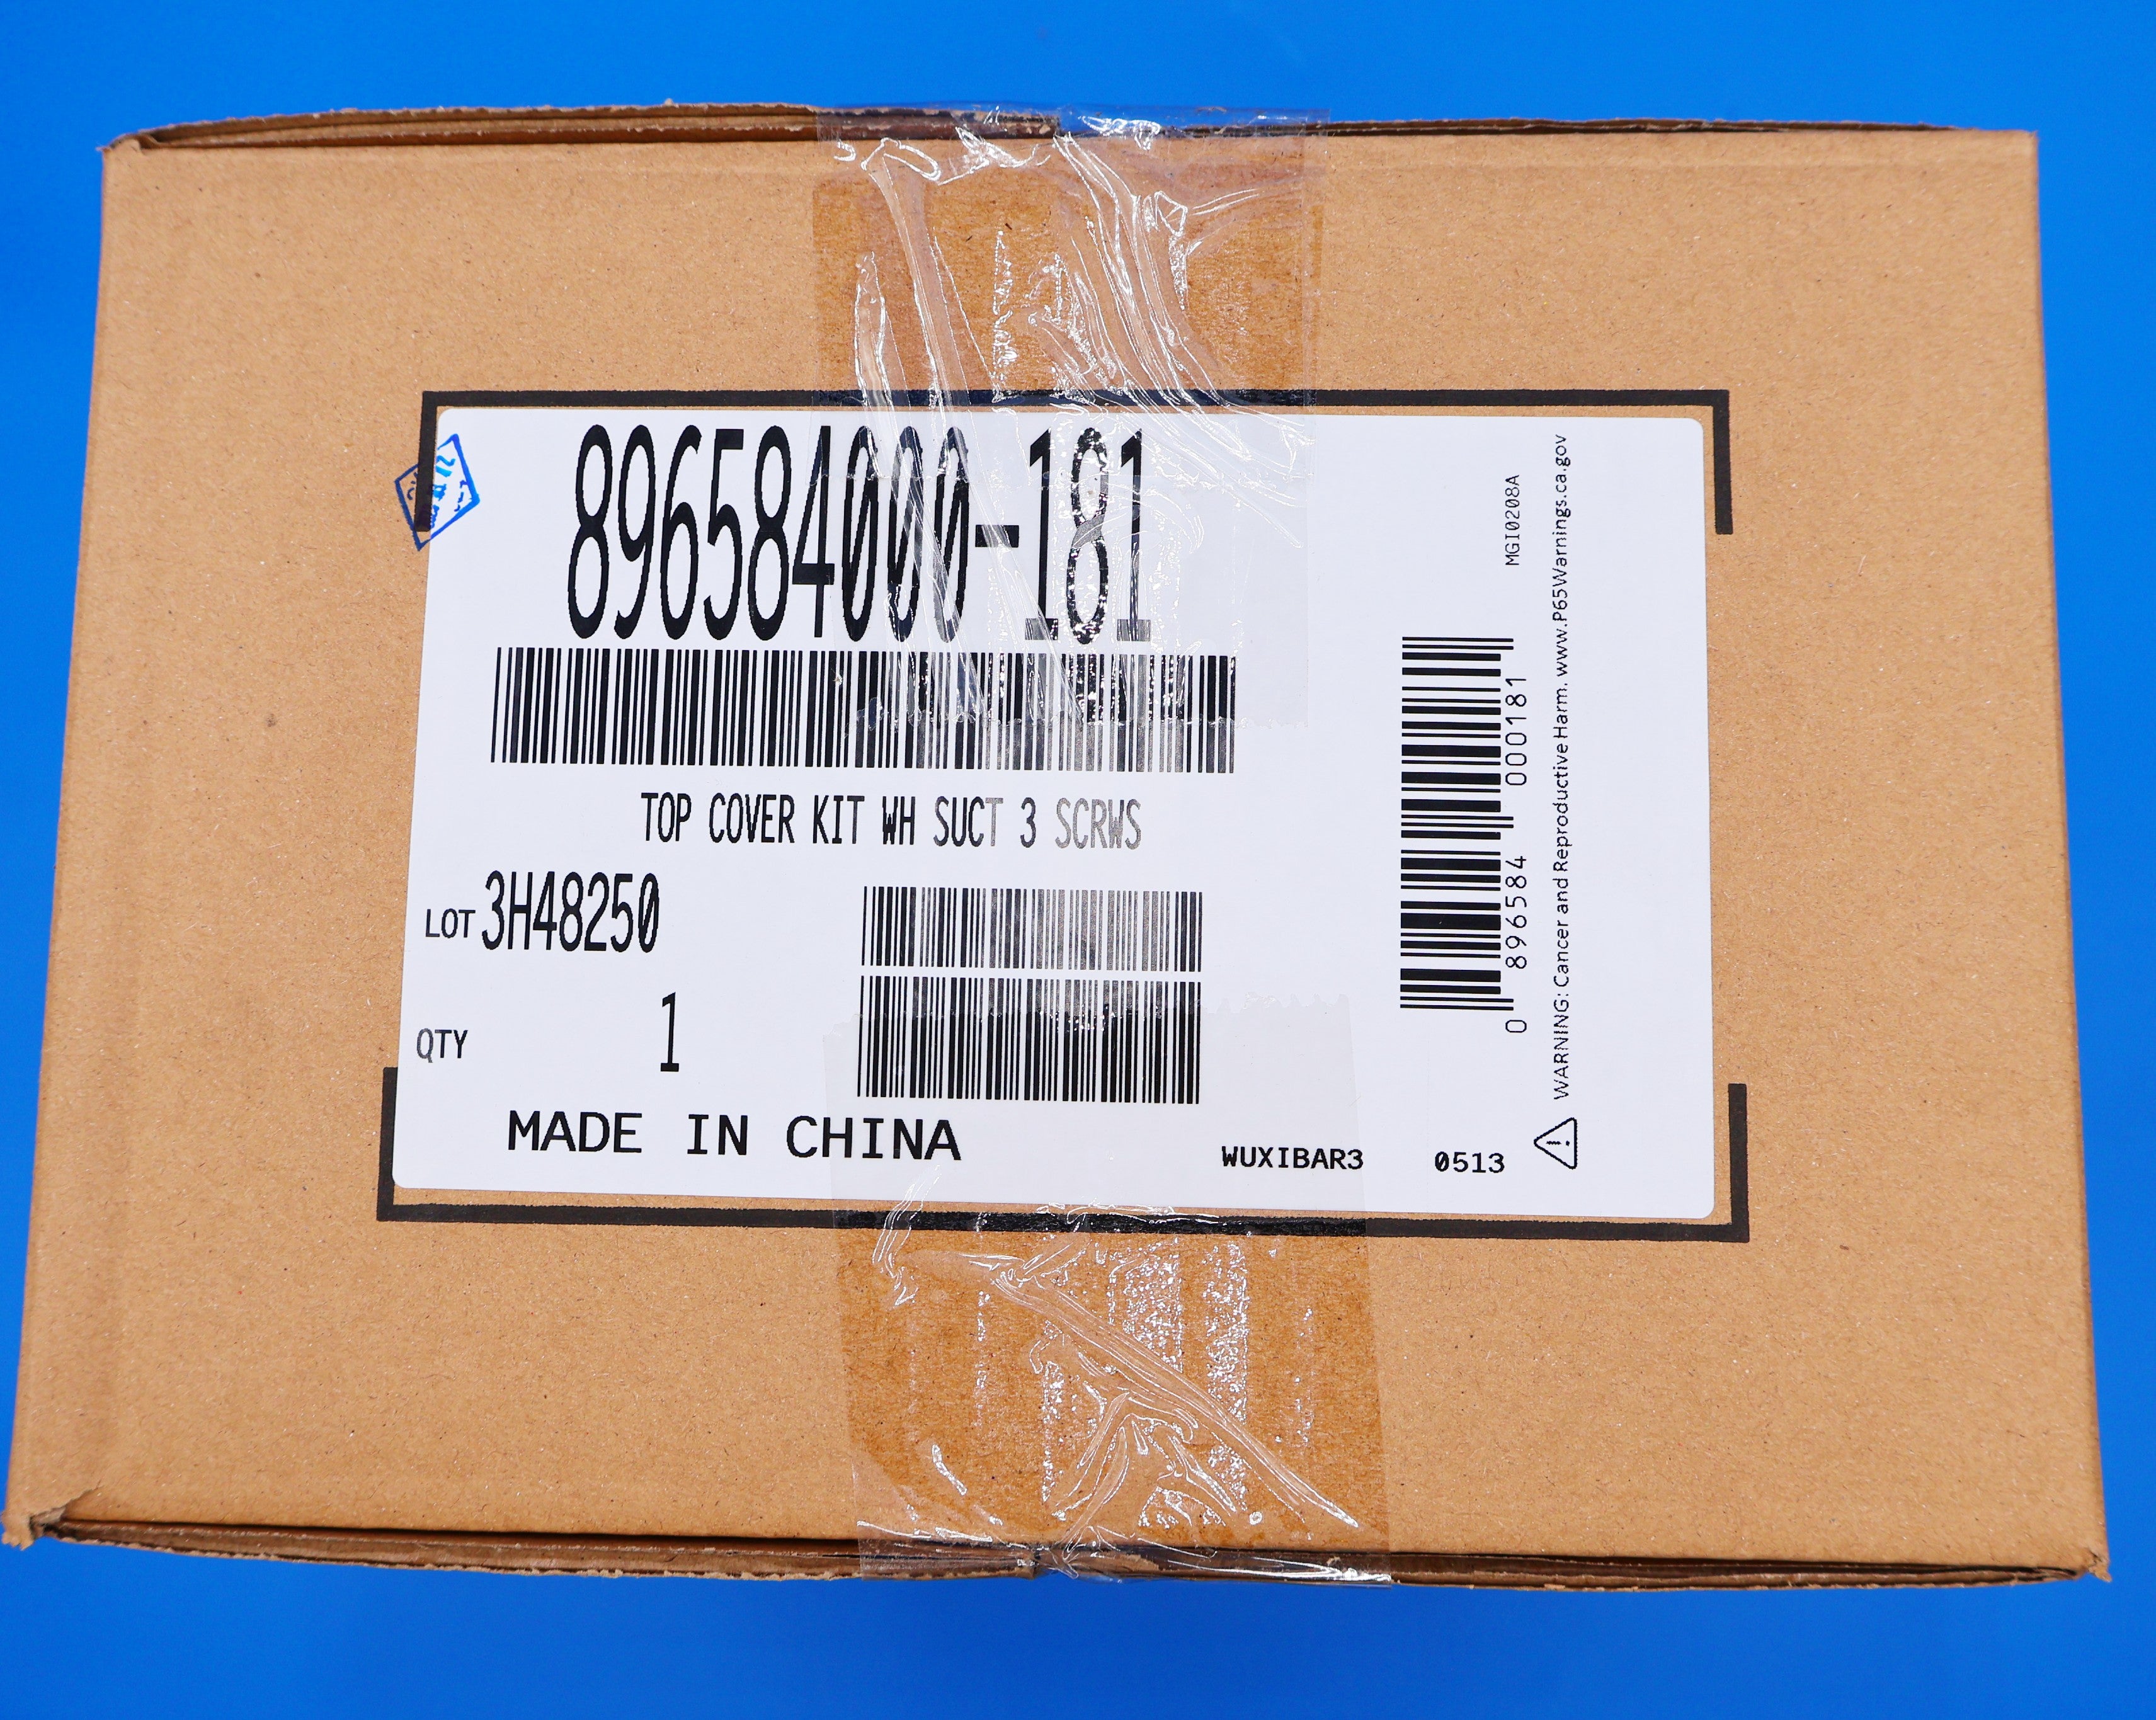 896584000-181
TOP COVER KIT WH SUCT 3 SCRWS
LOT 3H48250
QTY 1
MADE IN CHINA
WUXIBAR3 0513
0 896584 000181
MGI0208A
WARNING: Cancer and Reproductive Harm. www.P65Warnings.ca.gov